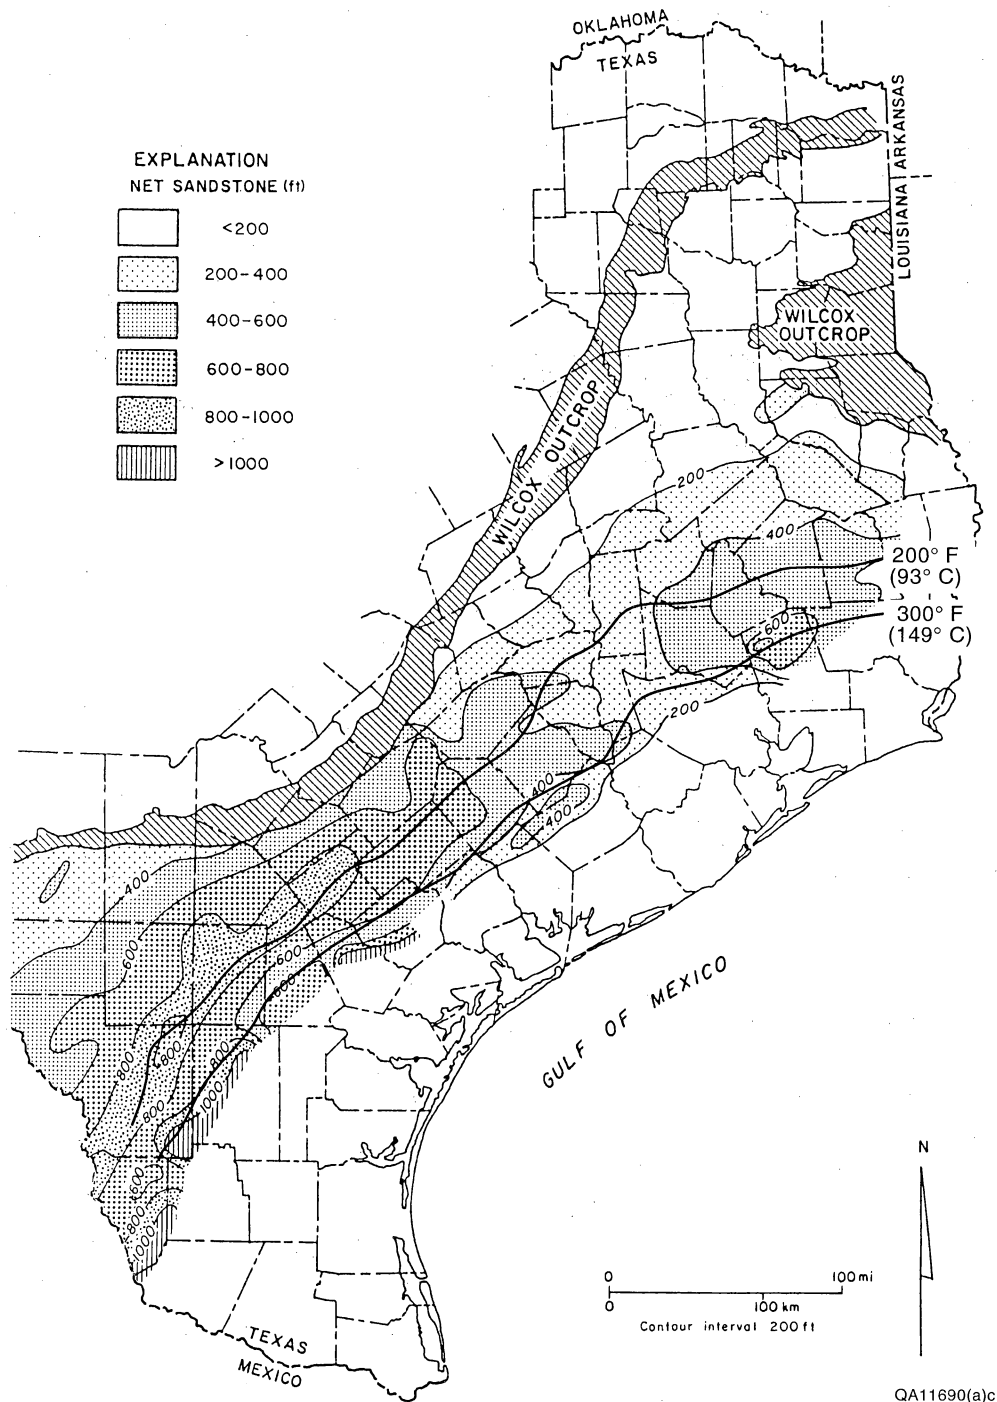 OKLAHOMA
TEXAS
ARKANSAS
LOUISIANA
EXPLANATION
NET SANDSTONE (ft)
<200
200-400
400-600
600-800
800-1000
>1000
WILCOX
OUTCROP
WILCOX OUTCROP
200
400
200° F
(93° C)
300° F
(149° C)
600
200
400
400
400
600
600
600
800
800
800
800
1000
600
800
1000
GULF OF MEXICO
N
0
100 mi
0
100 km
Contour interval 200 ft
TEXAS
MEXICO
QA11690(a)c